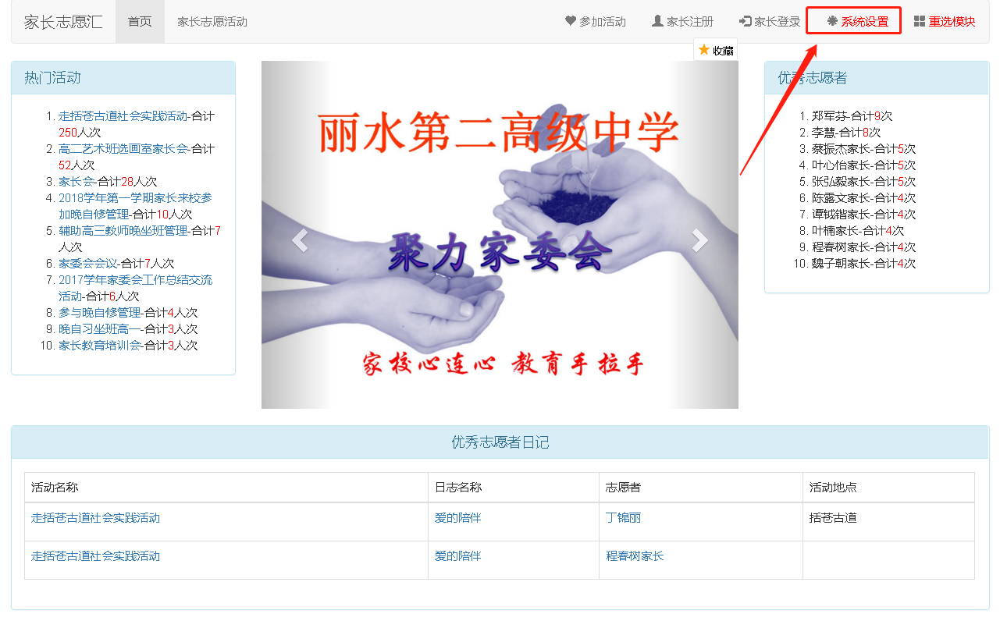 家长志愿汇 首页 家长志愿活动 参加活动 家长注册 家长登录 系统设置 重选模块
收藏
热门活动
1. 走括苍古道社会实践活动-合计
250人次
2. 高二艺术班选画室家长会-合计
52人次
3. 家长会-合计28人次
4. 2018学年第一学期家长来校参
加晚自修管理-合计10人次
5. 辅助高三教师晚坐班管理-合计7
人次
6. 家委会会议-合计7人次
7. 2017学年家委会工作总结交流
活动-合计6人次
8. 参与晚自修管理-合计4人次
9. 晚自习坐班高一-合计3人次
10. 家长教育培训会-合计3人次
丽水第二高级中学
聚力家委会
家校心连心 教育手拉手
优秀志愿者
1. 郑军芬-合计9次
2. 李慧-合计8次
3. 蔡振杰家长-合计5次
4. 叶心怡家长-合计5次
5. 张弘毅家长-合计5次
6. 陈露文家长-合计4次
7. 谭钺锴家长-合计4次
8. 叶楠家长-合计4次
9. 程春树家长-合计4次
10. 魏子朝家长-合计4次
优秀志愿者日记
活动名称 日志名称 志愿者 活动地点
走括苍古道社会实践活动 爱的陪伴 丁锦丽 括苍古道
走括苍古道社会实践活动 爱的陪伴 程春树家长